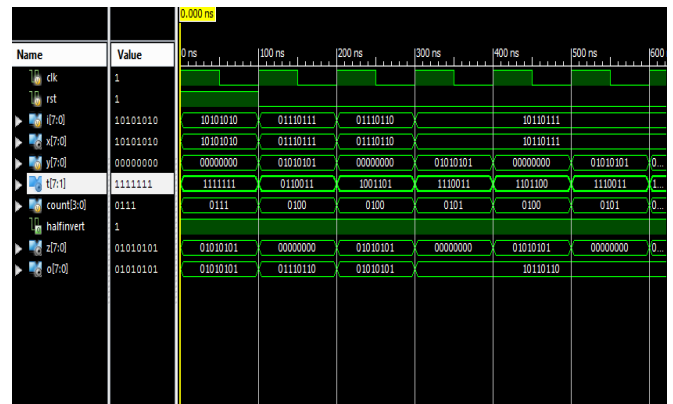 0.000 ns
Name Value 0 ns 100 ns 200 ns 300 ns 400 ns 500 ns 600
clk 1
rst 1
i[7:0] 10101010 10101010 01110111 01110110 10110111
x[7:0] 10101010 10101010 01110111 01110110 10110111
y[7:0] 00000000 00000000 01010101 00000000 01010101 00000000 01010101 0...
t[7:1] 1111111 1111111 0110011 1001101 1110011 1101100 1110011 1...
count[3:0] 0111 0111 0100 0100 0101 0100 0101 0...
halfinvert 1
z[7:0] 01010101 01010101 00000000 01010101 00000000 01010101 00000000 0...
o[7:0] 01010101 01010101 01110110 01010101 10110110